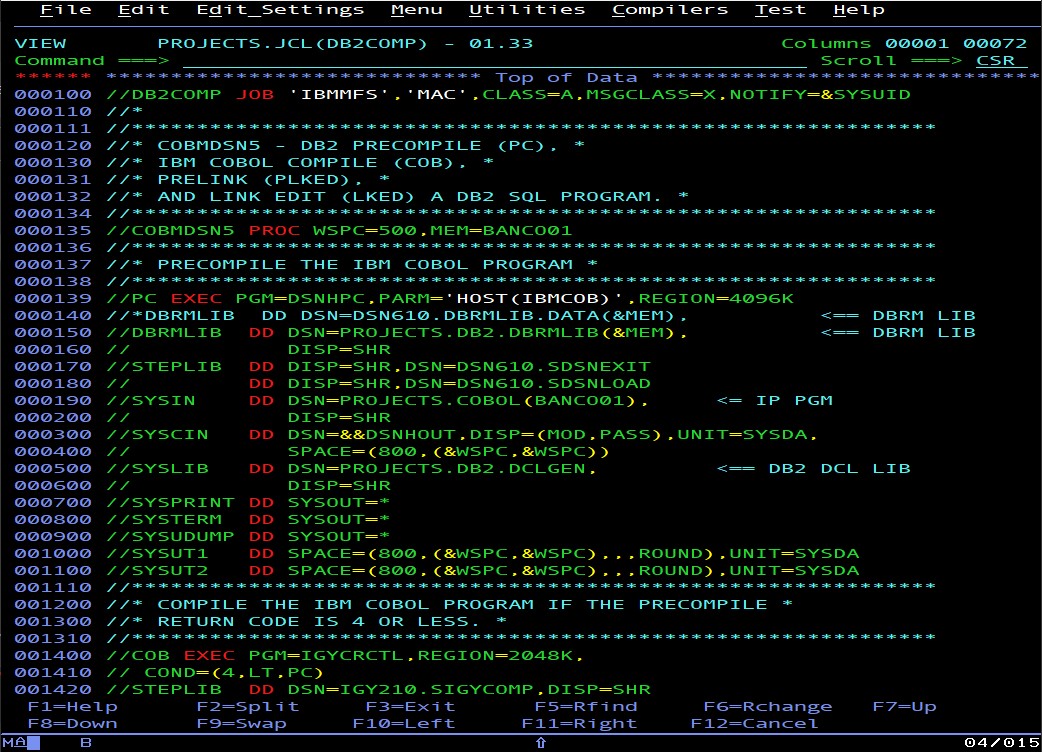 File  Edit  Edit_Settings  Menu  Utilities  Compilers  Test  Help
VIEW       PROJECTS.JCL(DB2COMP) - 01.33                   Columns 00001 00072
Command ===>                                                  Scroll ===> CSR
****** ***************************** Top of Data ******************************
000100 //DB2COMP JOB 'IBMMFS','MAC',CLASS=A,MSGCLASS=X,NOTIFY=&SYSUID
000110 //*
000111 //**************************************************************
000120 //* COBMDSN5 - DB2 PRECOMPILE (PC), *
000130 //* IBM COBOL COMPILE (COB), *
000131 //* PRELINK (PLKED), *
000132 //* AND LINK EDIT (LKED) A DB2 SQL PROGRAM. *
000134 //**************************************************************
000135 //COBMDSN5 PROC WSPC=500,MEM=BANCO01
000136 //**************************************************************
000137 //* PRECOMPILE THE IBM COBOL PROGRAM *
000138 //**************************************************************
000139 //PC EXEC PGM=DSNHPC,PARM='HOST(IBMCOB)',REGION=4096K
000140 //*DBRMLIB  DD DSN=DSN610.DBRMLIB.DATA(&MEM),          <== DBRM LIB
000150 //DBRMLIB  DD DSN=PROJECTS.DB2.DBRMLIB(&MEM),          <== DBRM LIB
000160 //            DISP=SHR
000170 //STEPLIB  DD DISP=SHR,DSN=DSN610.SDSNEXIT
000180 //         DD DISP=SHR,DSN=DSN610.SDSNLOAD
000190 //SYSIN    DD DSN=PROJECTS.COBOL(BANCO01),     <= IP PGM
000200 //            DISP=SHR
000300 //SYSCIN   DD DSN=&&DSNHOUT,DISP=(MOD,PASS),UNIT=SYSDA,
000400 //            SPACE=(800,(&WSPC,&WSPC))
000500 //SYSLIB   DD DSN=PROJECTS.DB2.DCLGEN,         <== DB2 DCL LIB
000600 //            DISP=SHR
000700 //SYSPRINT DD SYSOUT=*
000800 //SYSTERM  DD SYSOUT=*
000900 //SYSUDUMP DD SYSOUT=*
001000 //SYSUT1   DD SPACE=(800,(&WSPC,&WSPC),,,ROUND),UNIT=SYSDA
001100 //SYSUT2   DD SPACE=(800,(&WSPC,&WSPC),,,ROUND),UNIT=SYSDA
001110 //**************************************************************
001200 //* COMPILE THE IBM COBOL PROGRAM IF THE PRECOMPILE *
001300 //* RETURN CODE IS 4 OR LESS. *
001310 //**************************************************************
001400 //COB EXEC PGM=IGYCRCTL,REGION=2048K,
001410 // COND=(4,LT,PC)
001420 //STEPLIB  DD DSN=IGY210.SIGYCOMP,DISP=SHR
F1=Help      F2=Split     F3=Exit      F5=Rfind     F6=Rchange   F7=Up
F8=Down      F9=Swap     F10=Left     F11=Right    F12=Cancel
MA    B                                                                  04/015